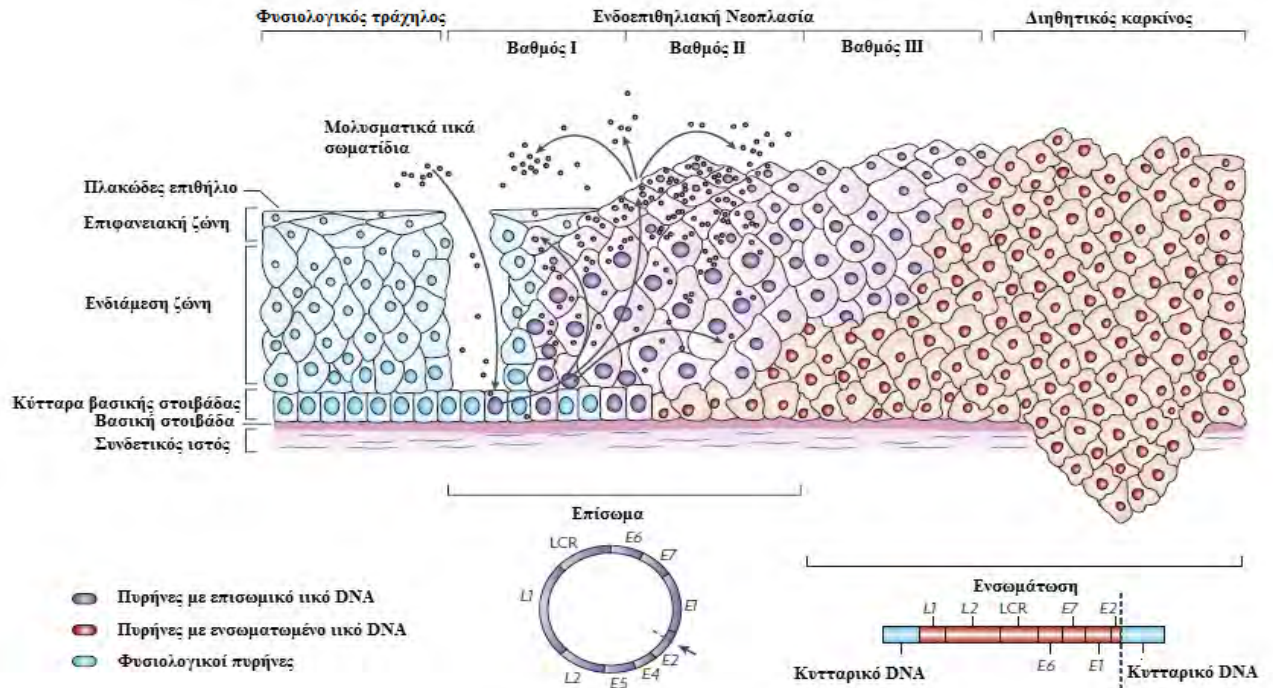 Φυσιολογικός τράχηλος
Ενδοεπιθηλιακή Νεοπλασία
Διηθητικός καρκίνος
Βαθμός I
Βαθμός II
Βαθμός III
Μολυσματικά ιικά
σωματίδια
Πλακώδες επιθήλιο
Επιφανειακή ζώνη
Ενδιάμεση ζώνη
Κύτταρα βασικής στοιβάδας
Βασική στοιβάδα
Συνδετικός ιστός
Επίσωμα
LCR
E6
E7
L1
E1
E2
E4
E5
L2
Πυρήνες με επισωμικό ιικό DNA
Πυρήνες με ενσωματωμένο ιικό DNA
Φυσιολογικοί πυρήνες
Ενσωμάτωση
L1 L2 LCR E7 E2
E6 E1
Κυτταρικό DNA
Κυτταρικό DNA